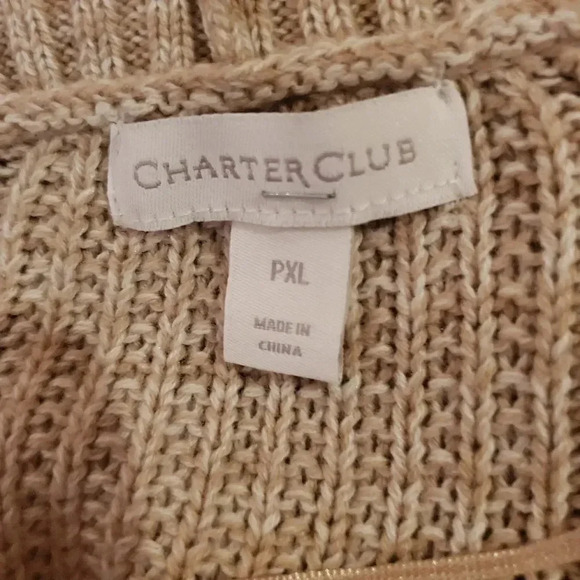 CHARTER CLUB
PXL
MADE IN
CHINA